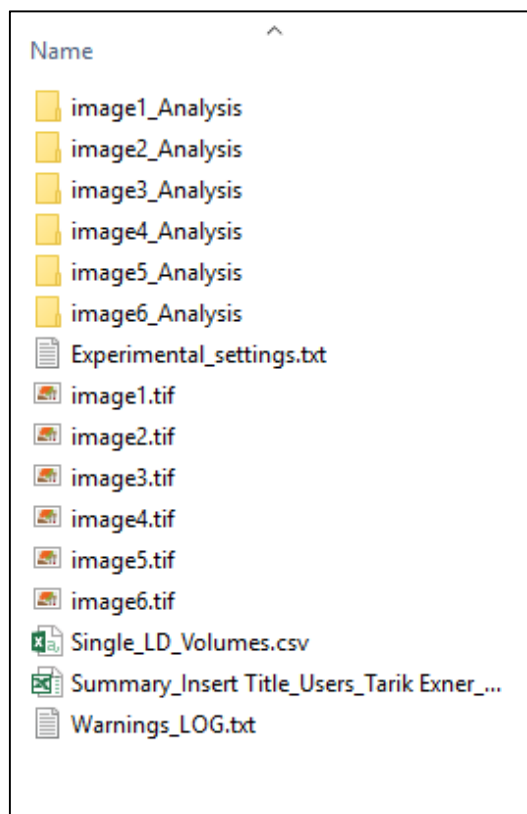 Name
image1_Analysis
image2_Analysis
image3_Analysis
image4_Analysis
image5_Analysis
image6_Analysis
Experimental_settings.txt
image1.tif
image2.tif
image3.tif
image4.tif
image5.tif
image6.tif
Single_LD_Volumes.csv
Summary_Insert Title_Users_Tarik Exner_...
Warnings_LOG.txt